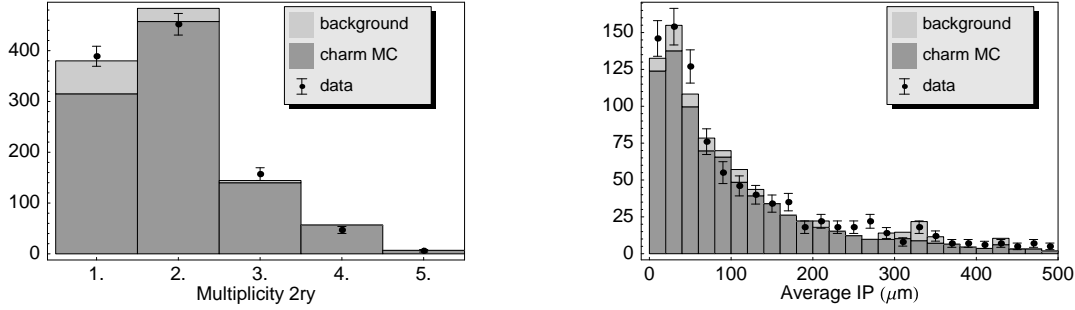 background
charm MC
data
400
300
200
100
0
1. 2. 3. 4. 5.
Multiplicity 2ry
background
charm MC
data
150
125
100
75
50
25
0
0 100 200 300 400 500
Average IP (μm)